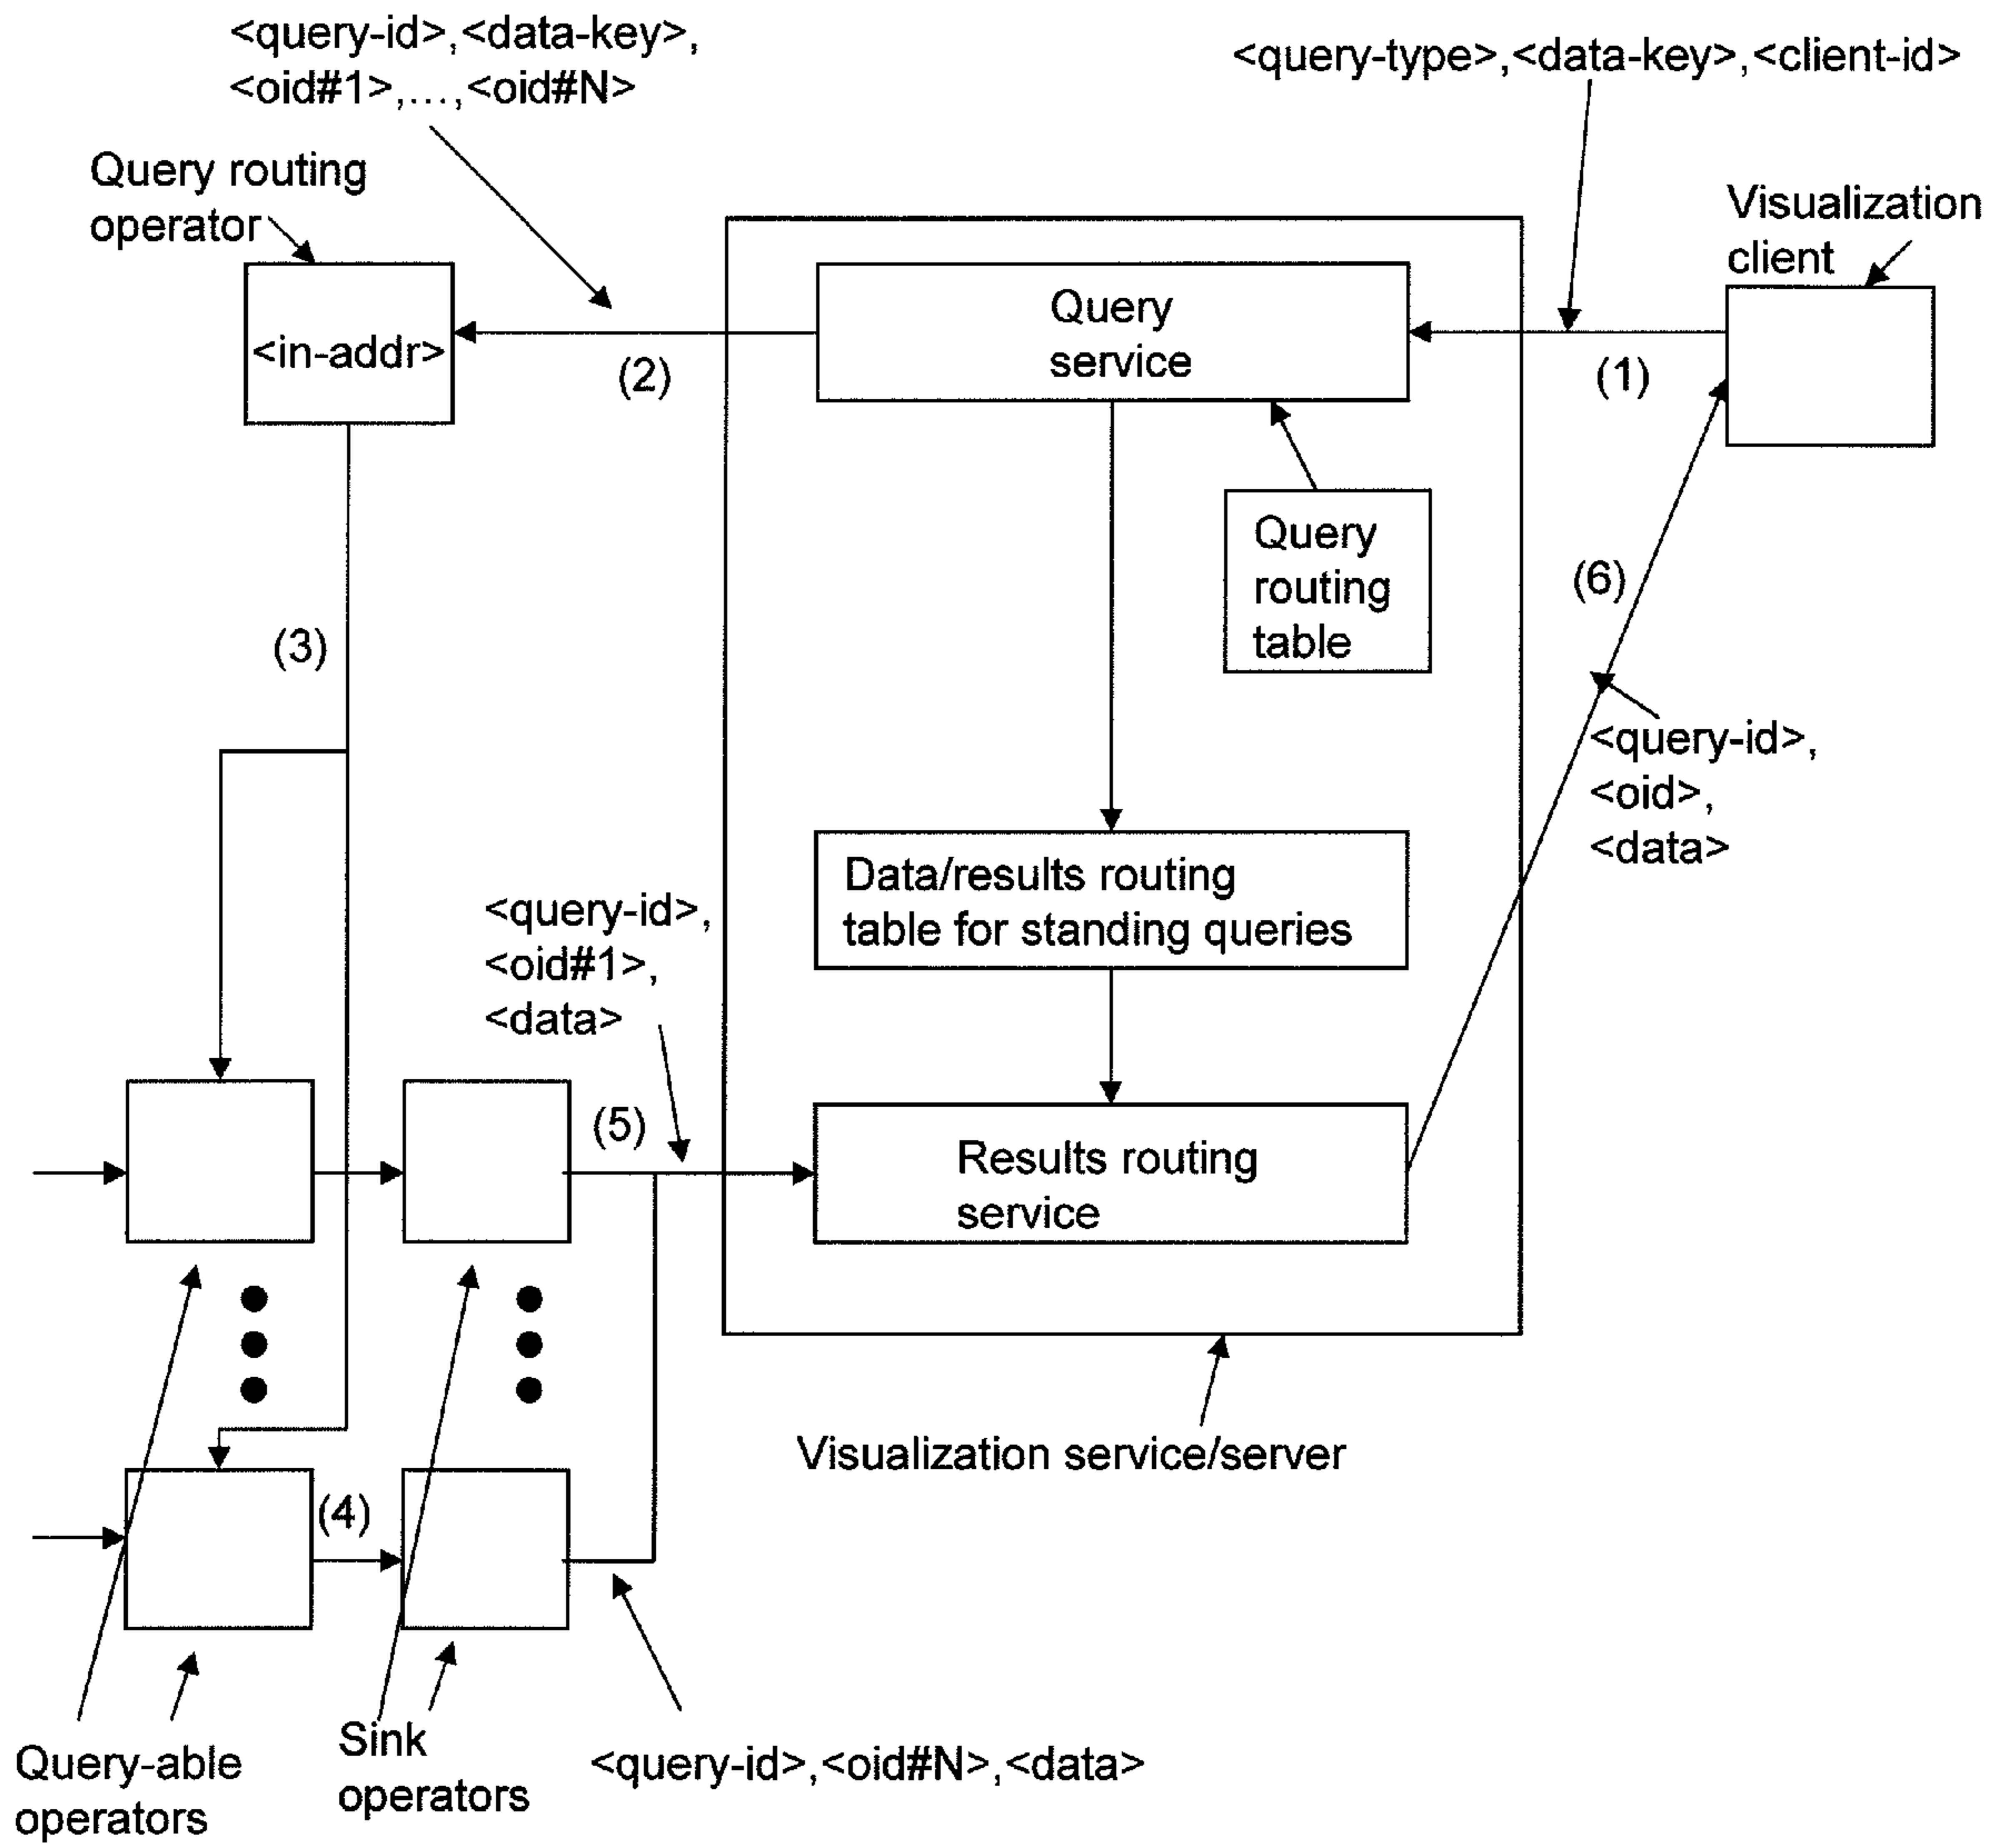 <query-id>,<data-key>,
<oid#1>,...,<oid#N>
<query-type>,<data-key>,<client-id>
Query routing
operator
Visualization
client
<in-addr>
(2)
Query
service
(1)
Query
routing
table
(6)
(3)
<query-id>,
<oid>,
<data>
Data/results routing
table for standing queries
<query-id>,
<oid#1>,
<data>
(5)
Results routing
service
Visualization service/server
(4)
Query-able
operators
Sink
operators
<query-id>,<oid#N>,<data>